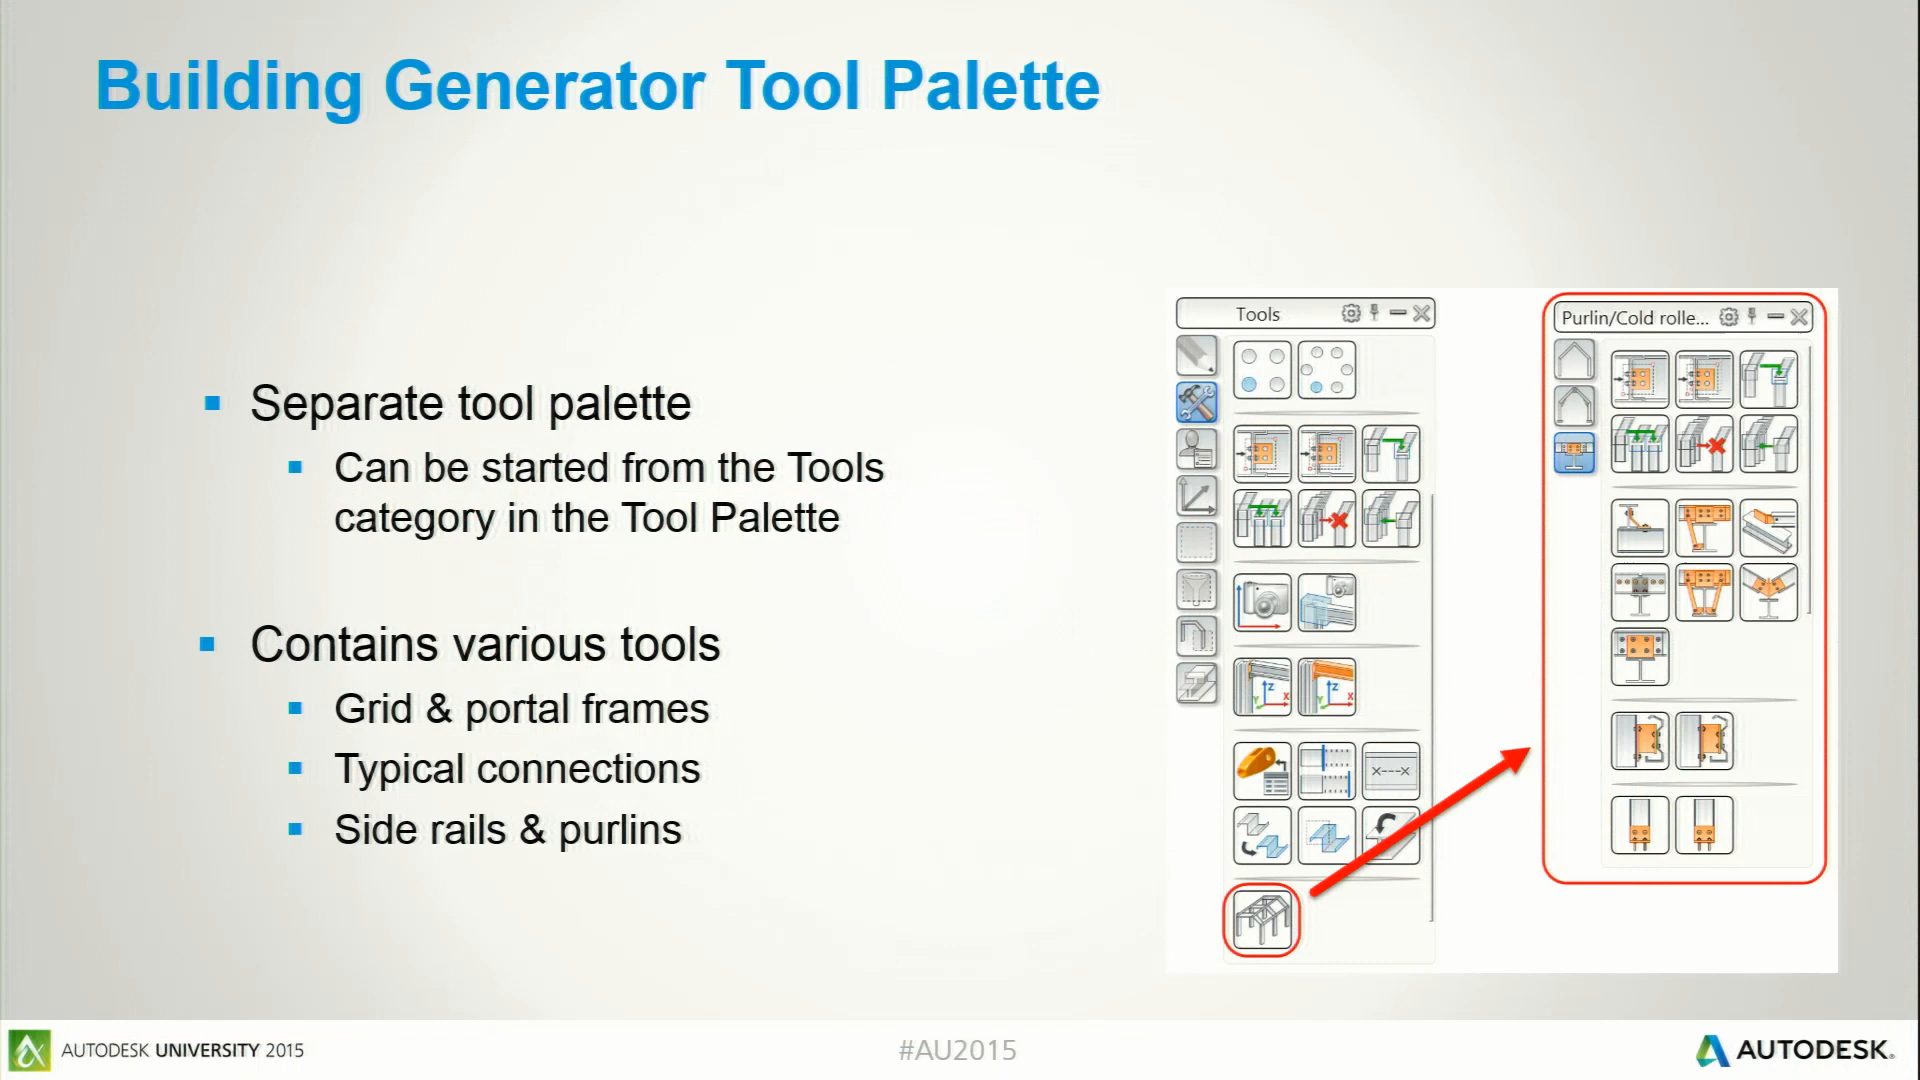 Building Generator Tool Palette
Separate tool palette
Can be started from the Tools
category in the Tool Palette
Contains various tools
Grid & portal frames
Typical connections
Side rails & purlins
Tools
Z
Y
X
Z
Y
X
x---x
Purlin/Cold rolle...
AUTODESK UNIVERSITY 2015
#AU2015
AUTODESK.